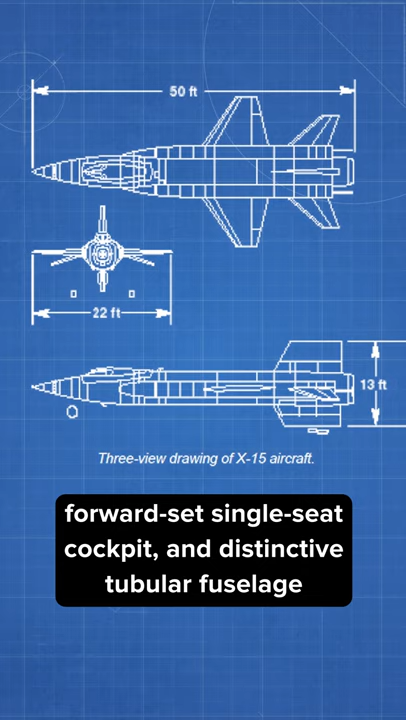 50 ft
22 ft
13 ft
Three-view drawing of X-15 aircraft.
forward-set single-seat
cockpit, and distinctive
tubular fuselage